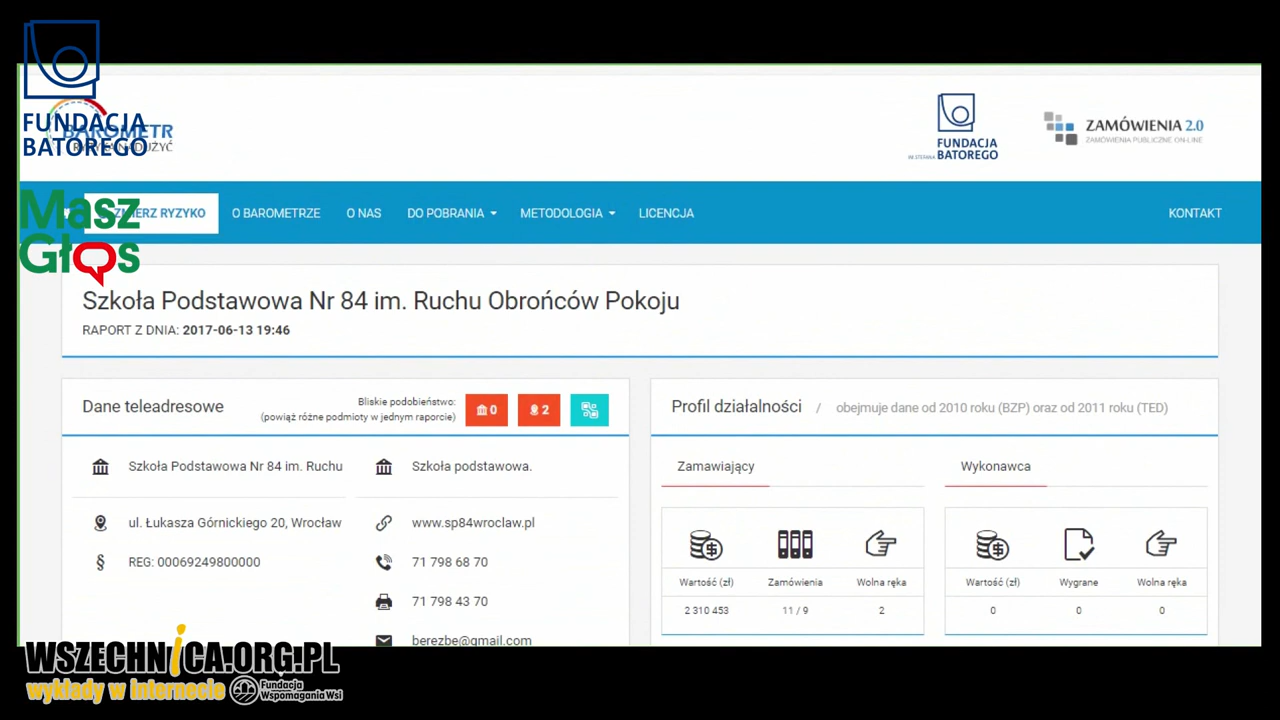 FUNDACJA
BATOREGO
BAROMETR
FUNDACJA
BATOREGO
ZAMÓWIENIA 2.0
ZAMÓWIENIA PUBLICZNE ON-LINE
Masz
Głos
ZMIERZ RYZYKO
O BAROMETRZE
O NAS
DO POBRANIA
METODOLOGIA
LICENCJA
KONTAKT
Szkoła Podstawowa Nr 84 im. Ruchu Obrońców Pokoju
RAPORT Z DNIA: 2017-06-13 19:46
Dane teleadresowe
Bliskie podobieństwo:
(powiąż różne podmioty w jednym raporcie)
0
2
Profil działalności / obejmuje dane od 2010 roku (BZP) oraz od 2011 roku (TED)
Szkoła Podstawowa Nr 84 im. Ruchu
Szkoła podstawowa.
ul. Łukasza Górnickiego 20, Wrocław
www.sp84wroclaw.pl
§ REG: 00069249800000
71 798 68 70
71 798 43 70
berezbe@gmail.com
Zamawiający
Wykonawca
Wartość (zł) Zamówienia Wolna ręka
2 310 453 11 / 9 2
Wartość (zł) Wygrane Wolna ręka
0 0 0
WSZECHNICA.ORG.PL
wykłady w internecie
Fundacja
Wspomagania Wsi